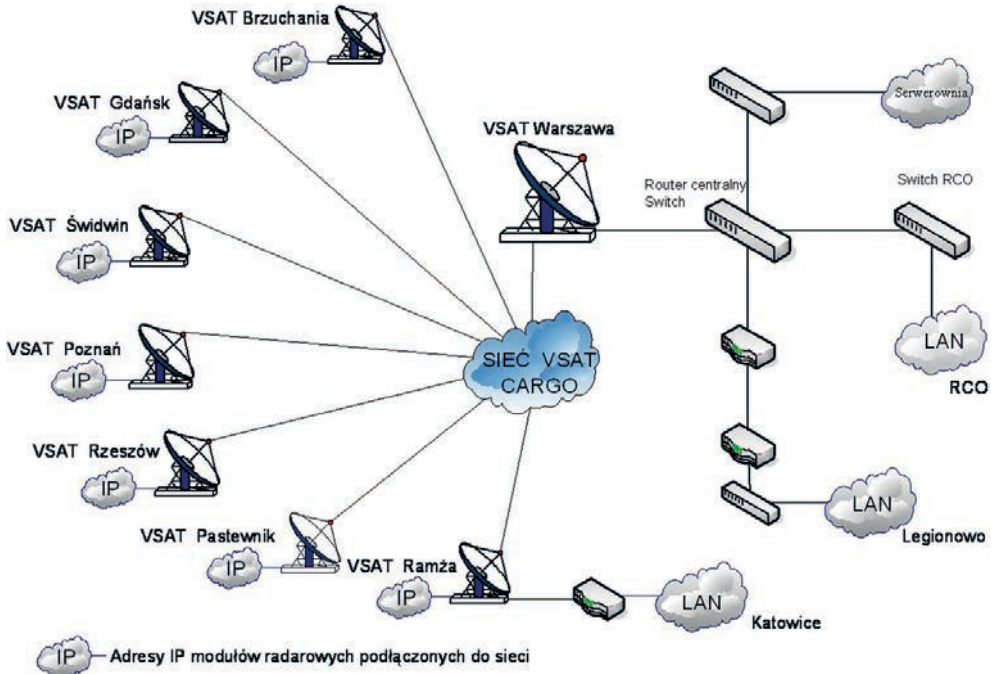 VSAT Brzuchania
IP
VSAT Gdańsk
IP
VSAT Warszawa
Serwerownia
Router centralny
Switch
Switch RCO
VSAT Świdwin
IP
VSAT Poznań
IP
SIEĆ VSAT
CARGO
LAN
RCO
VSAT Rzeszów
IP
LAN
Legionowo
VSAT Pastewnik
IP
VSAT Ramża
IP
LAN
Katowice
IP
Adresy IP modułów radarowych podłączonych do sieci